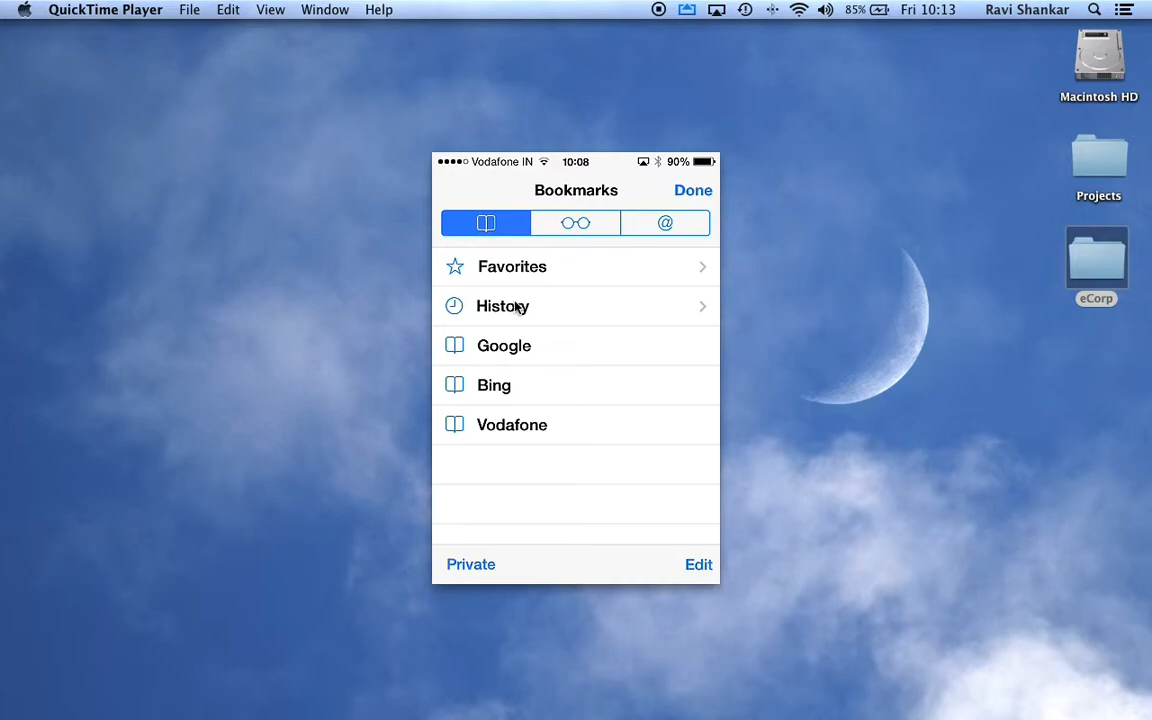 QuickTime Player File Edit View Window Help 85% Fri 10:13 Ravi Shankar
Macintosh HD
Projects
eCorp
Vodafone IN 10:08 90%
Bookmarks Done
@
Favorites
History
Google
Bing
Vodafone
Private Edit